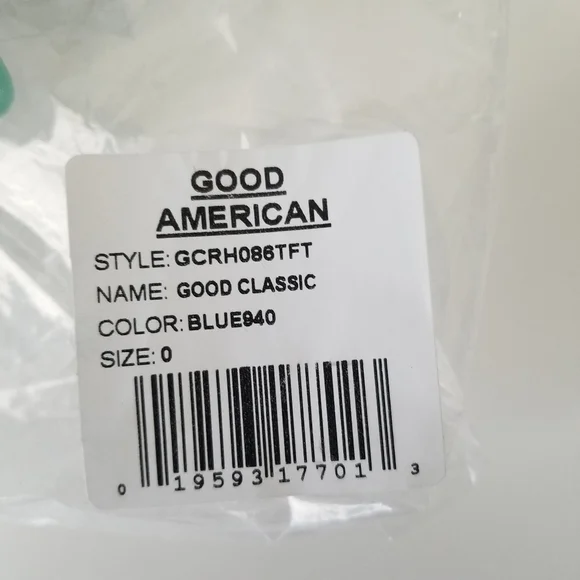 GOOD
AMERICAN
STYLE: GCRH086TFT
NAME: GOOD CLASSIC
COLOR: BLUE940
SIZE: 0
0 19593 17701 3